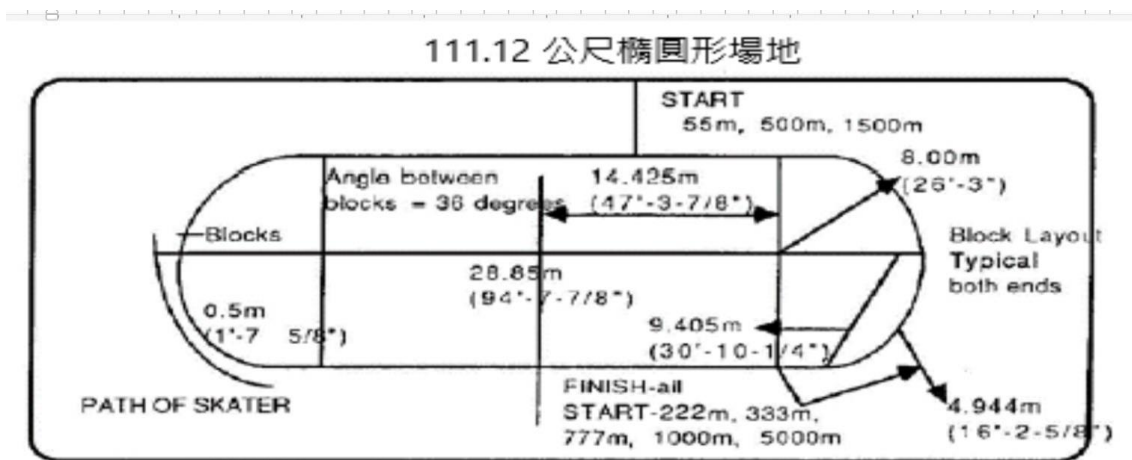 111.12 公尺橢圓形場地
START
55m, 500m, 1500m
Angle between
blocks = 36 degrees
14.425m
(47'-3-7/8")
8.00m
(26'-3")
Blocks
Block Layout
Typical
both ends
28.85m
(94'-7-7/8")
0.5m
(1'-7 5/8")
9.405m
(30'-10-1/4")
PATH OF SKATER
FINISH-all
START-222m, 333m,
777m, 1000m, 5000m
4.944m
(16'-2-5/8")